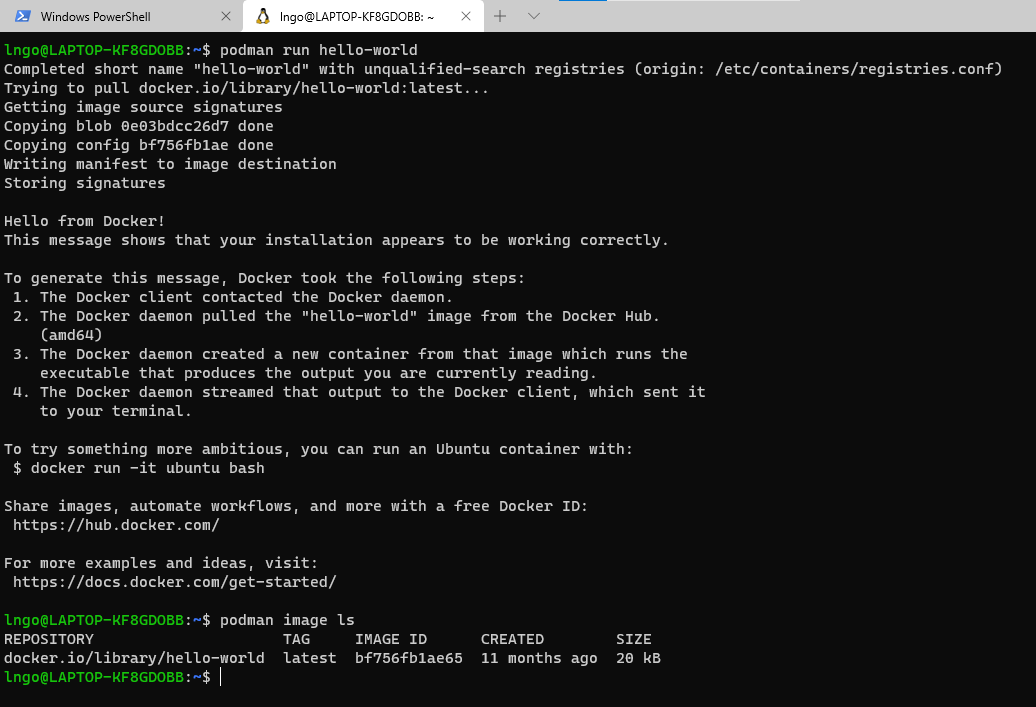 Windows PowerShell
lngo@LAPTOP-KF8GDOBB: ~
lngo@LAPTOP-KF8GDOBB:~$ podman run hello-world
Completed short name "hello-world" with unqualified-search registries (origin: /etc/containers/registries.conf)
Trying to pull docker.io/library/hello-world:latest...
Getting image source signatures
Copying blob 0e03bdcc26d7 done
Copying config bf756fb1ae done
Writing manifest to image destination
Storing signatures
Hello from Docker!
This message shows that your installation appears to be working correctly.
To generate this message, Docker took the following steps:
1. The Docker client contacted the Docker daemon.
2. The Docker daemon pulled the "hello-world" image from the Docker Hub.
(amd64)
3. The Docker daemon created a new container from that image which runs the
executable that produces the output you are currently reading.
4. The Docker daemon streamed that output to the Docker client, which sent it
to your terminal.
To try something more ambitious, you can run an Ubuntu container with:
$ docker run -it ubuntu bash
Share images, automate workflows, and more with a free Docker ID:
https://hub.docker.com/
For more examples and ideas, visit:
https://docs.docker.com/get-started/
lngo@LAPTOP-KF8GDOBB:~$ podman image ls
REPOSITORY TAG IMAGE ID CREATED SIZE
docker.io/library/hello-world latest bf756fb1ae65 11 months ago 20 kB
lngo@LAPTOP-KF8GDOBB:~$